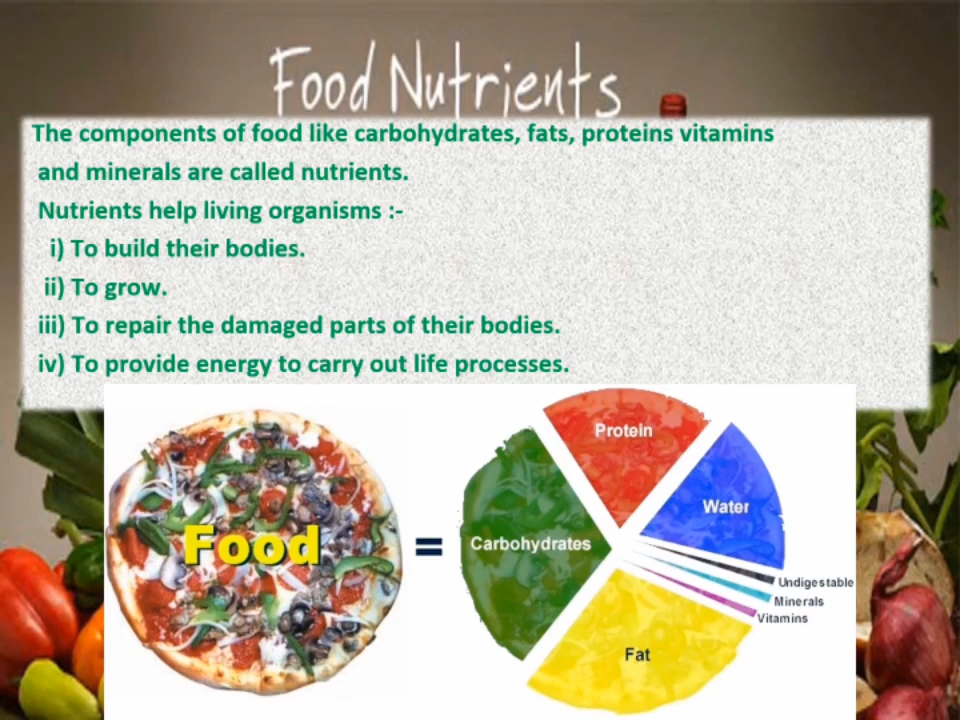 Food Nutrients
The components of food like carbohydrates, fats, proteins vitamins
and minerals are called nutrients.
Nutrients help living organisms :-
i) To build their bodies.
ii) To grow.
iii) To repair the damaged parts of their bodies.
iv) To provide energy to carry out life processes.
Food
=
Protein
Water
Carbohydrates
Undigestable
Minerals
Vitamins
Fat